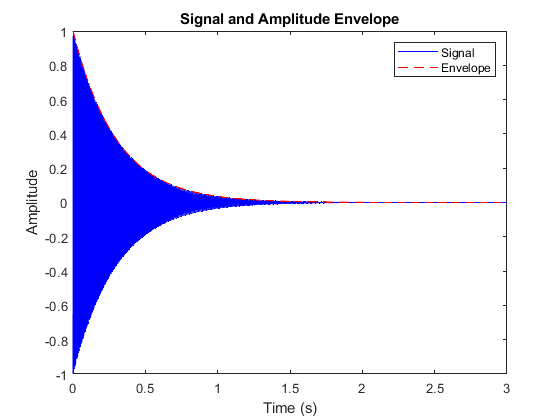 Signal and Amplitude Envelope
Signal
Envelope
Amplitude
1
0.8
0.6
0.4
0.2
0
-0.2
-0.4
-0.6
-0.8
-1
0 0.5 1 1.5 2 2.5 3
Time (s)